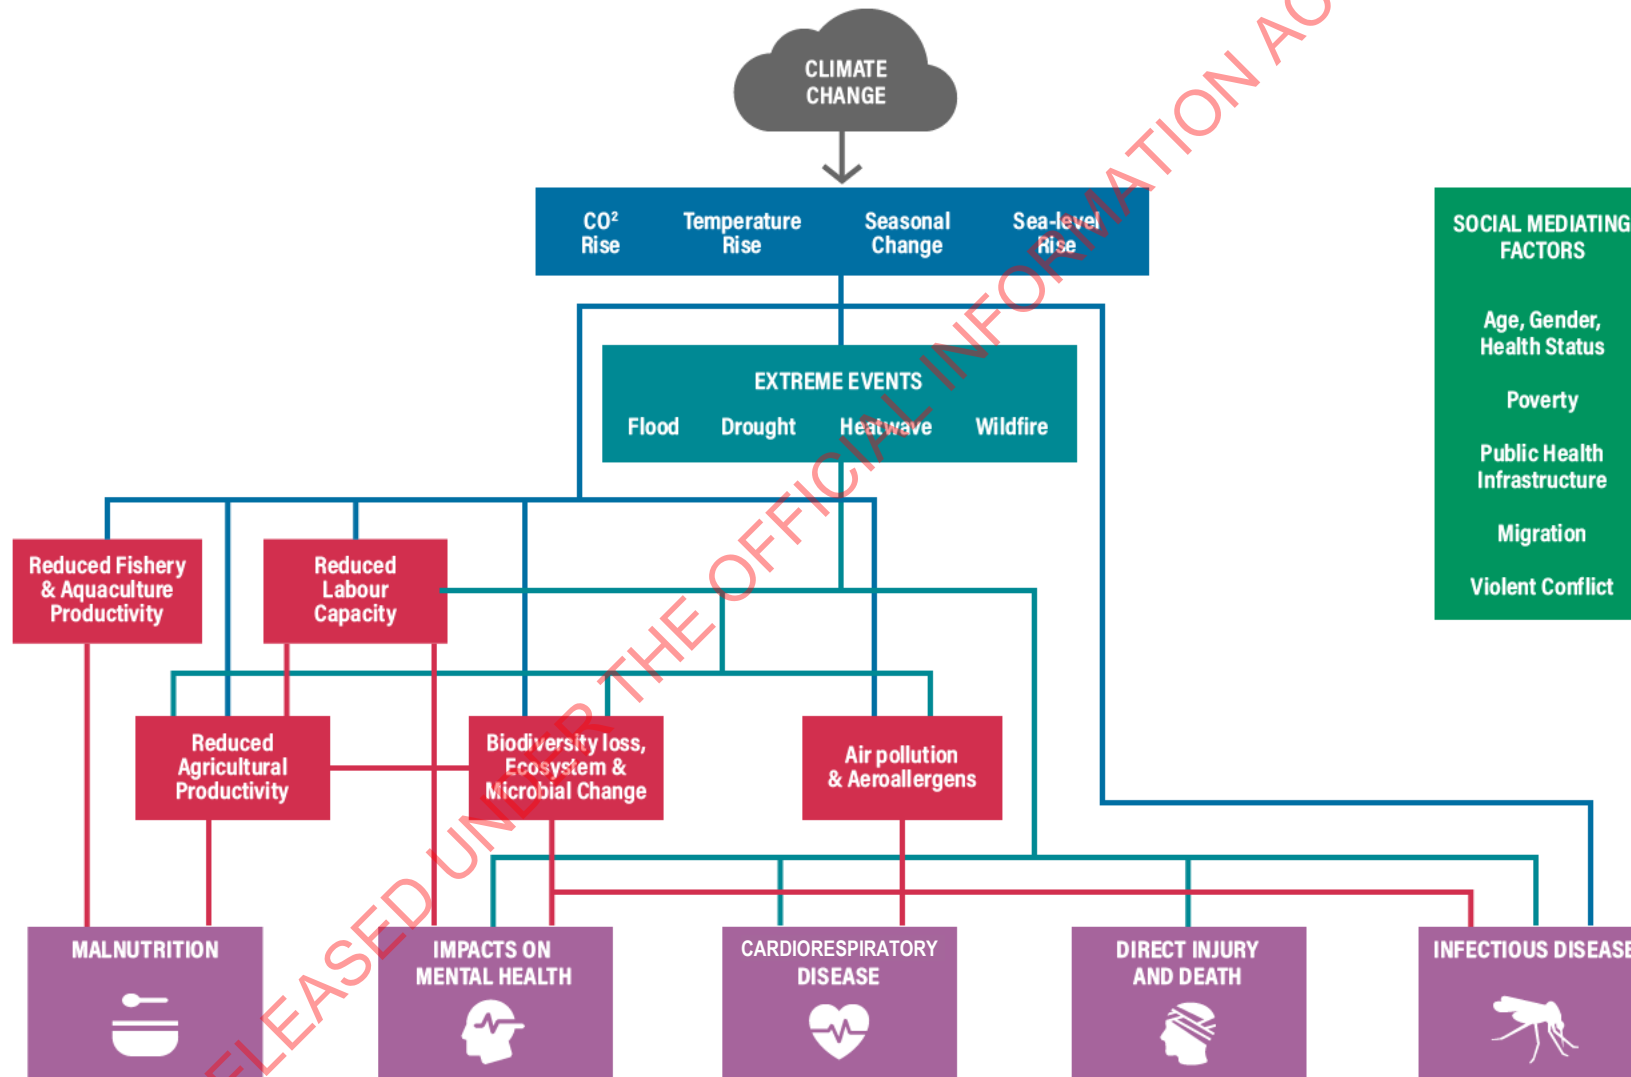 CLIMATE
CHANGE
CO² Rise
Temperature Rise
Seasonal Change
Sea-level Rise
SOCIAL MEDIATING
FACTORS
Age, Gender,
Health Status
Poverty
Public Health
Infrastructure
Migration
Violent Conflict
EXTREME EVENTS
Flood Drought Heatwave Wildfire
Reduced Fishery
& Aquaculture
Productivity
Reduced
Labour
Capacity
Reduced
Agricultural
Productivity
Biodiversity loss,
Ecosystem &
Microbial Change
Air pollution
& Aeroallergens
MALNUTRITION
IMPACTS ON
MENTAL HEALTH
CARDIORESPIRATORY
DISEASE
DIRECT INJURY
AND DEATH
INFECTIOUS DISEASE
ELEASED UNDER THE OFFICIAL INFORMATION AC